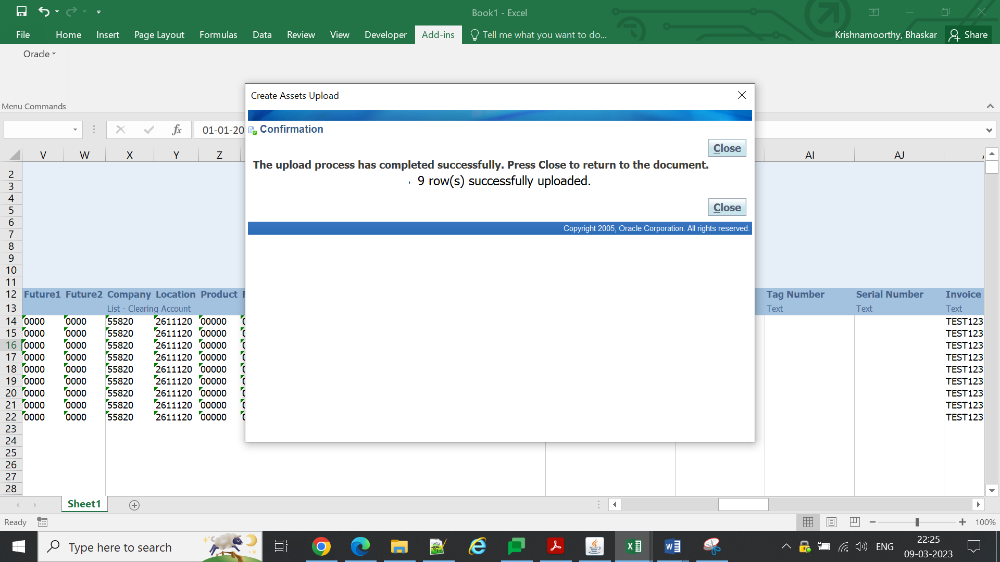 Book1 - Excel
File Home Insert Page Layout Formulas Data Review View Developer Add-ins Tell me what you want to do... Krishnamoorthy, Bhaskar Share
Oracle
Menu Commands
Create Assets Upload
Confirmation
Close
The upload process has completed successfully. Press Close to return to the document.
9 row(s) successfully uploaded.
Close
Copyright 2005, Oracle Corporation. All rights reserved.
fx 01-01-20
V W X Y Z AI AJ
2
3
4
5
6
7
8
9
10
11
12 Future1 Future2 Company Location Product Tag Number Serial Number Invoice
13 List - Clearing Account Text Text Text
14 0000 0000 55820 2611120 00000 TEST123
15 0000 0000 55820 2611120 00000 TEST123
16 0000 0000 55820 2611120 00000 TEST123
17 0000 0000 55820 2611120 00000 TEST123
18 0000 0000 55820 2611120 00000 TEST123
19 0000 0000 55820 2611120 00000 TEST123
20 0000 0000 55820 2611120 00000 TEST123
21 0000 0000 55820 2611120 00000 TEST123
22 0000 0000 55820 2611120 00000 TEST123
23
24
25
26
27
28
Sheet1
Ready 100%
Type here to search ENG 22:25
09-03-2023